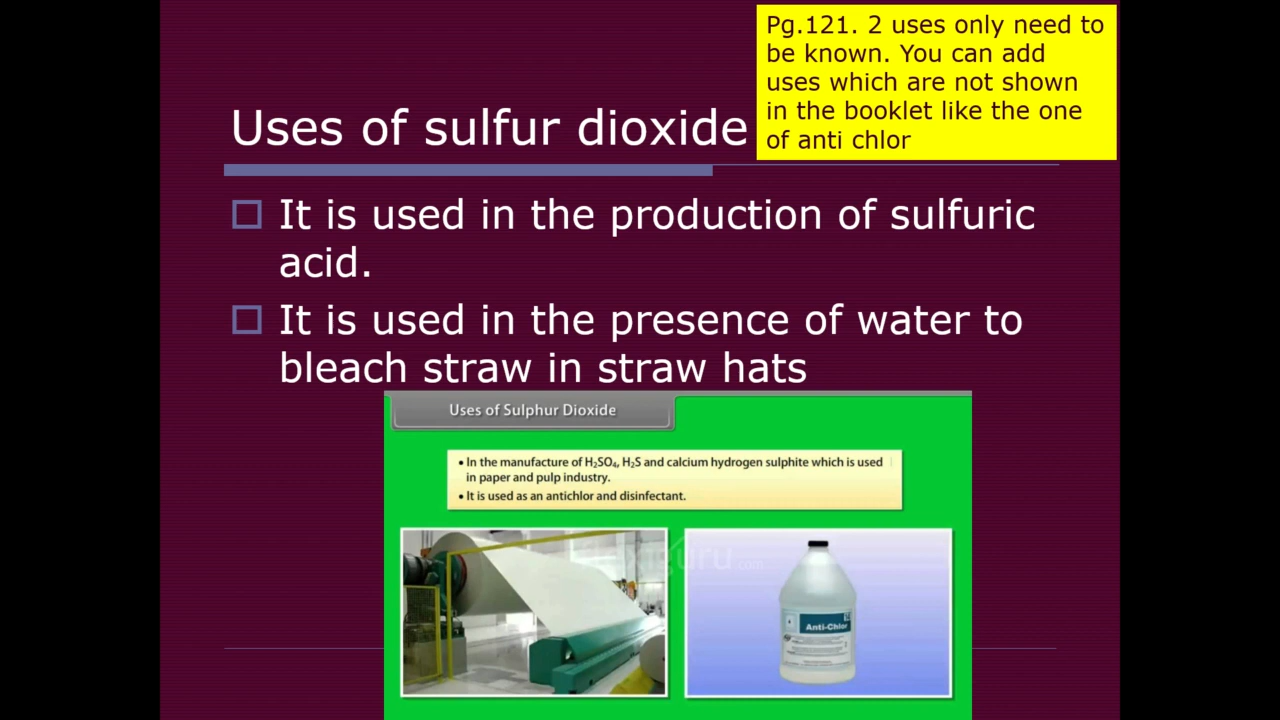 Pg.121. 2 uses only need to
be known. You can add
uses which are not shown
in the booklet like the one
of anti chlor
Uses of sulfur dioxide
It is used in the production of sulfuric
acid.
It is used in the presence of water to
bleach straw in straw hats
Uses of Sulphur Dioxide
• In the manufacture of H₂SO₄, H₂S and calcium hydrogen sulphite which is used
in paper and pulp industry.
• It is used as an antichlor and disinfectant.
Anti-Chlor